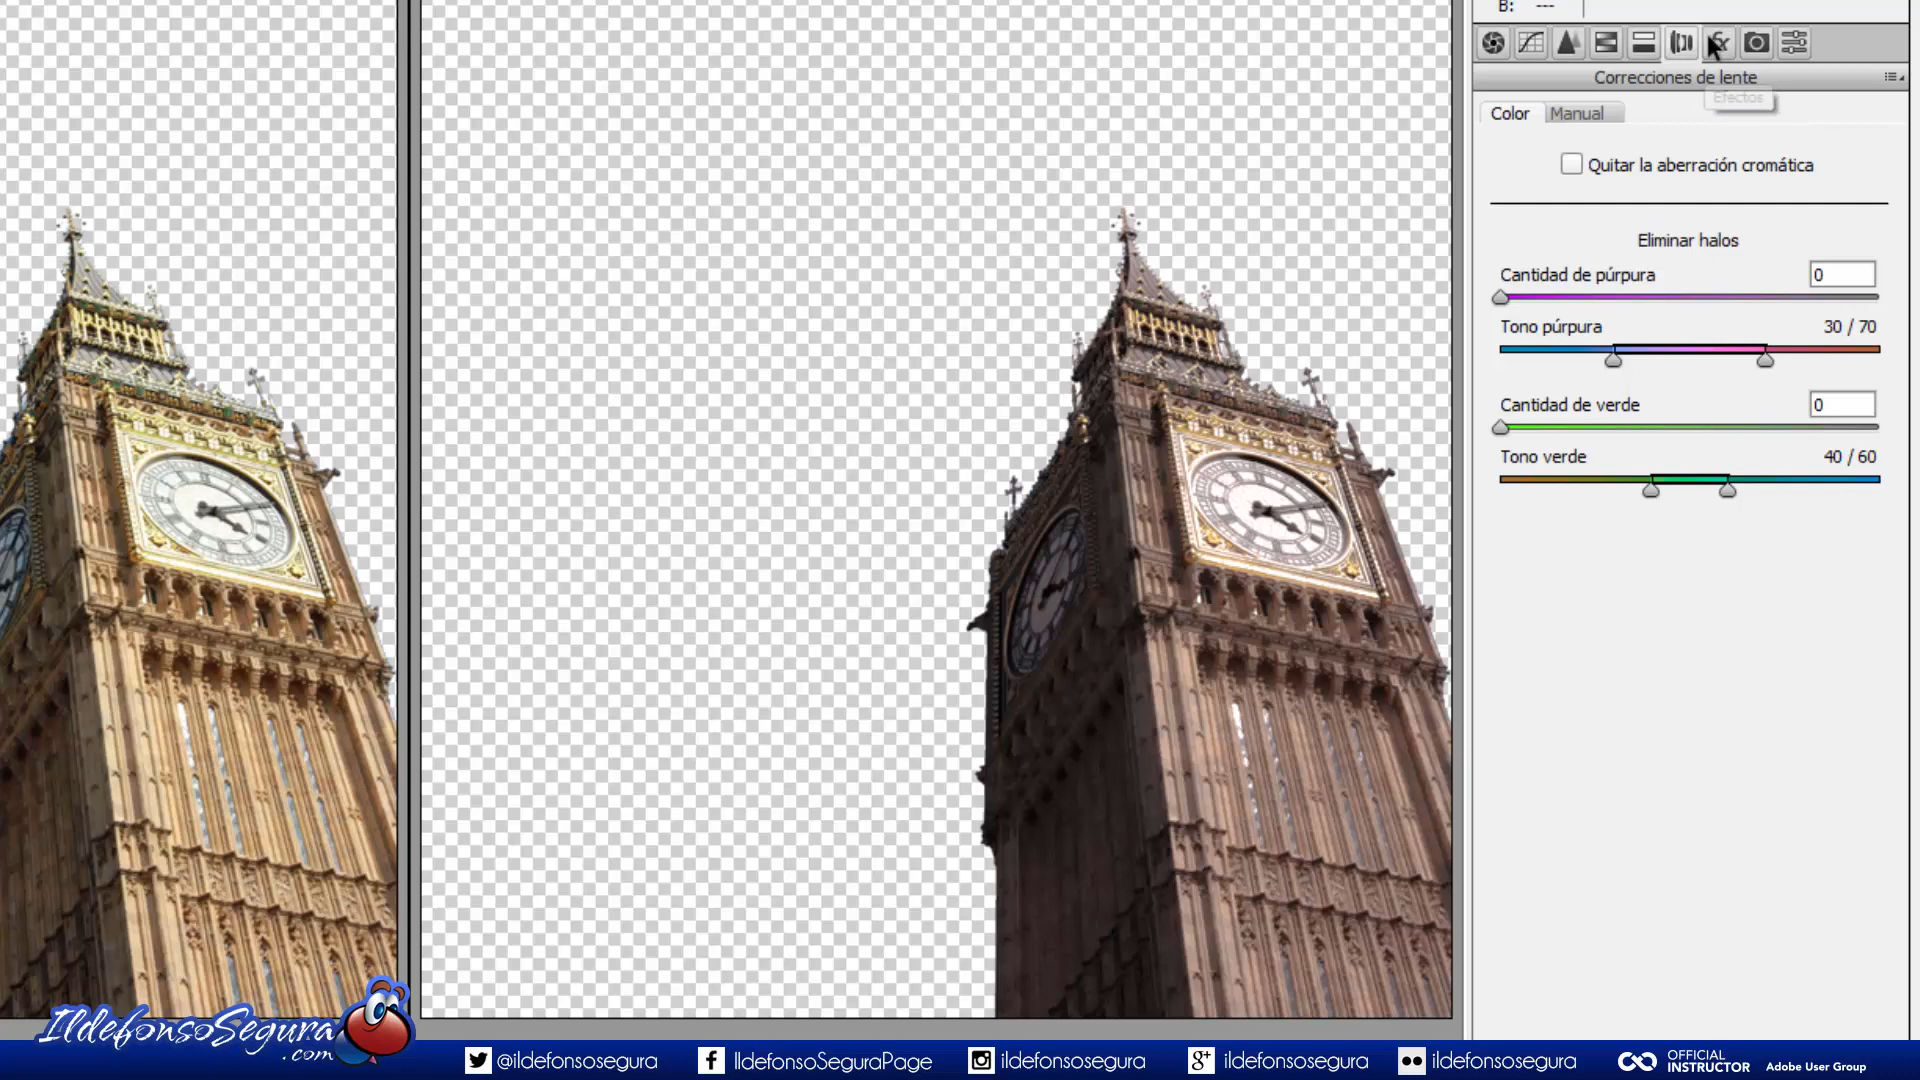 B: ---
Correcciones de lente
Efectos
Color Manual
Quitar la aberración cromática
Eliminar halos
Cantidad de púrpura 0
Tono púrpura 30 / 70
Cantidad de verde 0
Tono verde 40 / 60
IldefonsoSegura
.com
@ildefonsosegura IldefonsoSeguraPage ildefonsosegura ildefonsosegura ildefonsosegura OFFICIAL INSTRUCTOR Adobe User Group